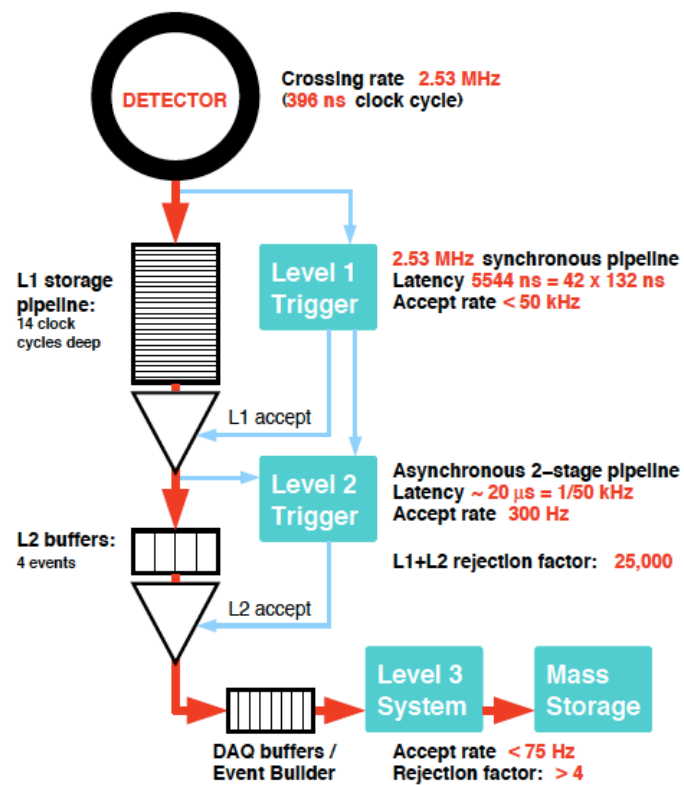 DETECTOR
Crossing rate 2.53 MHz
(396 ns clock cycle)
L1 storage
pipeline:
14 clock
cycles deep
Level 1
Trigger
2.53 MHz synchronous pipeline
Latency 5544 ns = 42 x 132 ns
Accept rate < 50 kHz
L1 accept
Level 2
Trigger
Asynchronous 2–stage pipeline
Latency ~ 20 µs = 1/50 kHz
Accept rate 300 Hz
L2 buffers:
4 events
L1+L2 rejection factor: 25,000
L2 accept
Level 3
System
Mass
Storage
DAQ buffers /
Event Builder
Accept rate < 75 Hz
Rejection factor: > 4